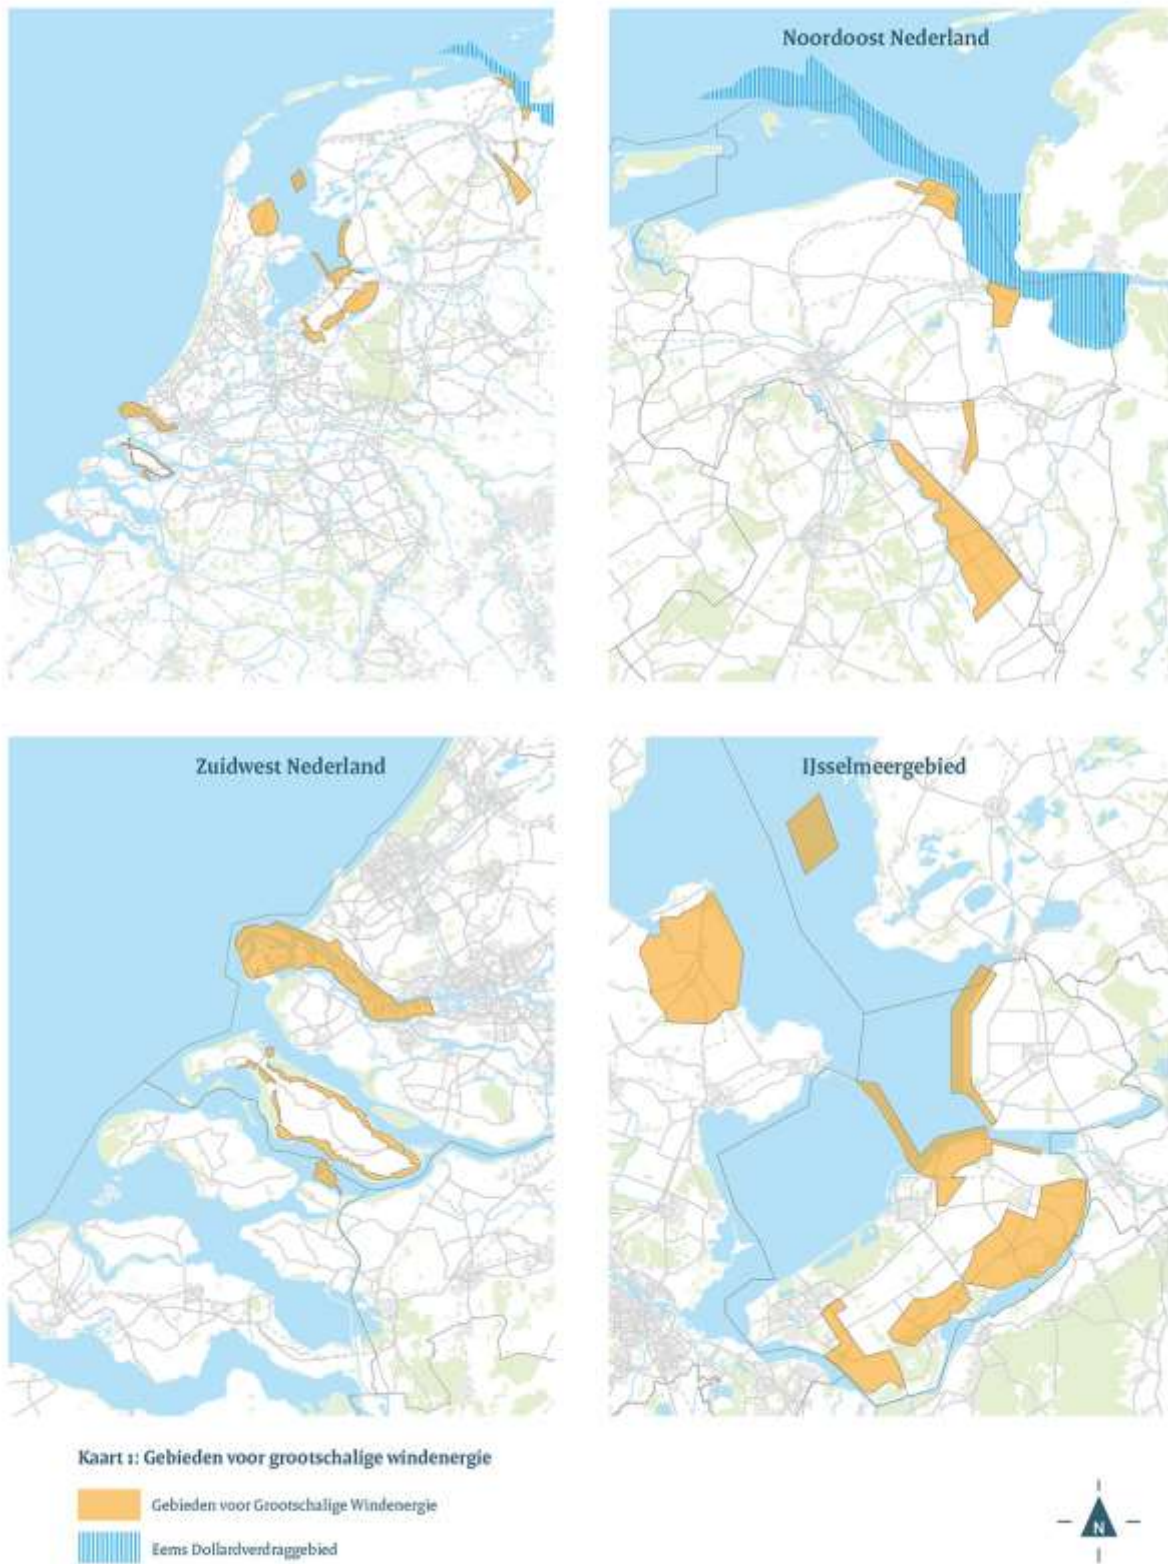 Noordoost Nederland
Zuidwest Nederland
IJsselmeergebied
Kaart 1: Gebieden voor grootschalige windenergie
Gebieden voor Grootschalige Windenergie
Eems Dollardverdraggebied
N